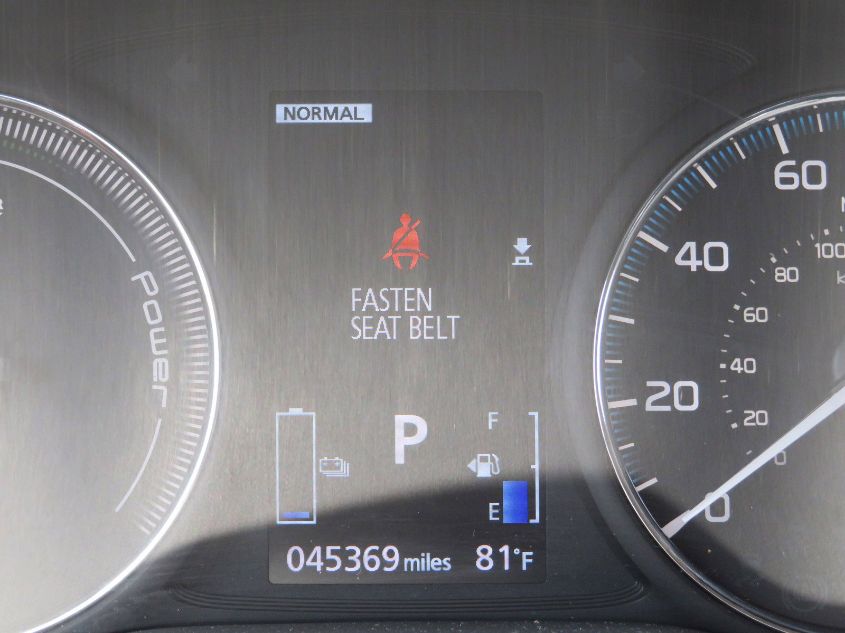 NORMAL
FASTEN
SEAT BELT
Power
P
F
E
045369 miles 81°F
60
40
20
0
100
80
60
40
20
0